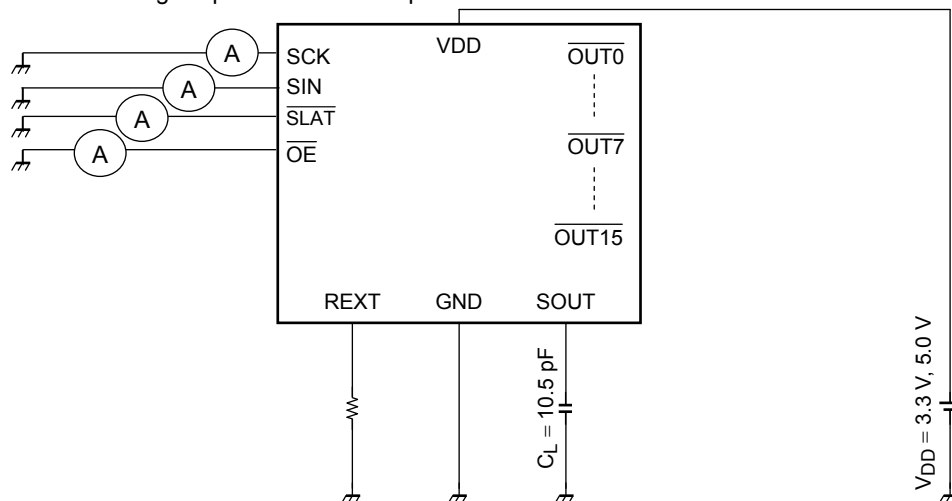 A
SCK
VDD
OUT0
A
SIN
A
SLAT
A
OE
OUT7
OUT15
REXT
GND
SOUT
CL = 10.5 pF
VDD = 3.3 V, 5.0 V